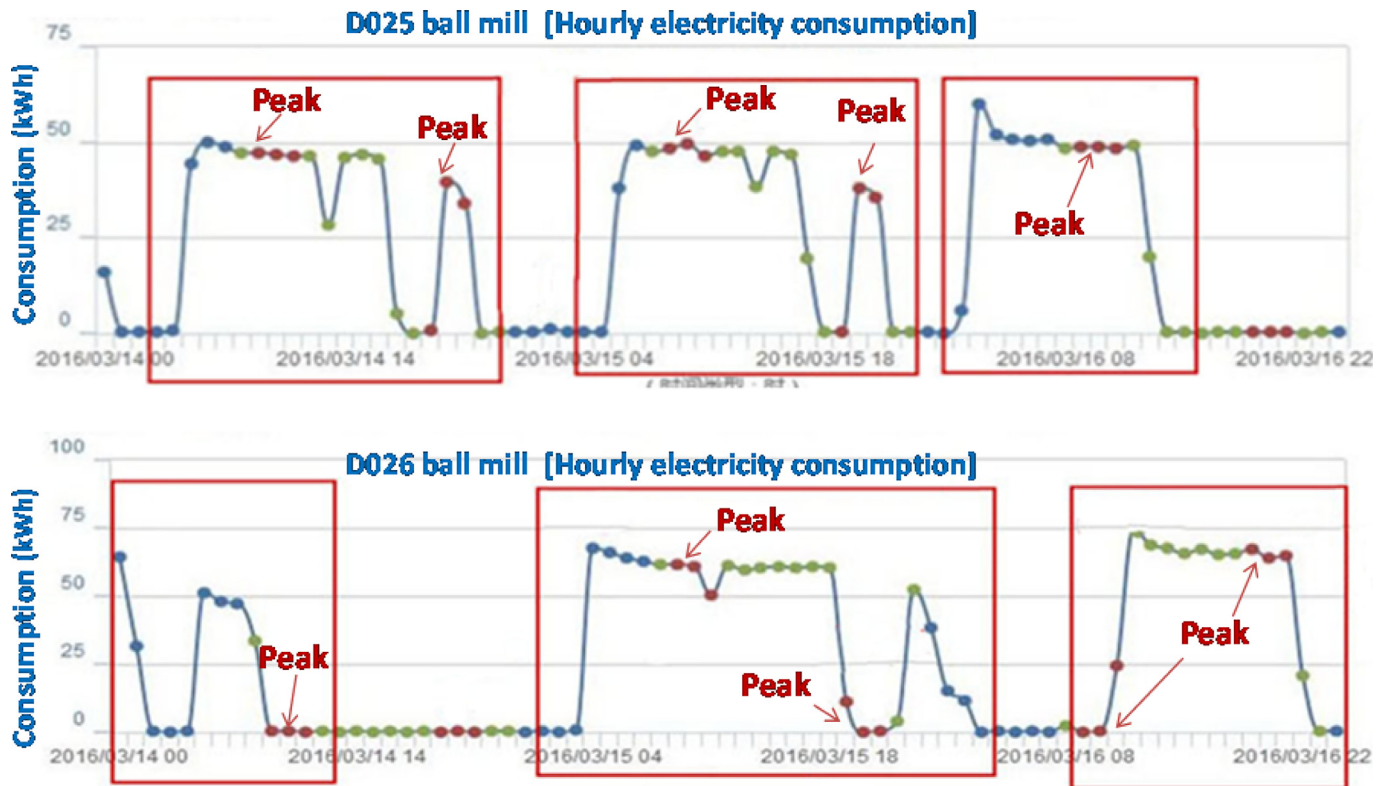 D025 ball mill [Hourly electricity consumption]
75
50
25
0
Consumption (kwh)
Peak
Peak
Peak
Peak
Peak
2016/03/14 00
2016/03/14 14
2016/03/15 04
2016/03/15 18
2016/03/16 08
2016/03/16 22
100
D026 ball mill [Hourly electricity consumption]
75
50
25
0
Consumption (kwh)
Peak
Peak
Peak
Peak
2016/03/14 00
2016/03/14 14
2016/03/15 04
2016/03/15 18
2016/03/16 08
2016/03/16 22